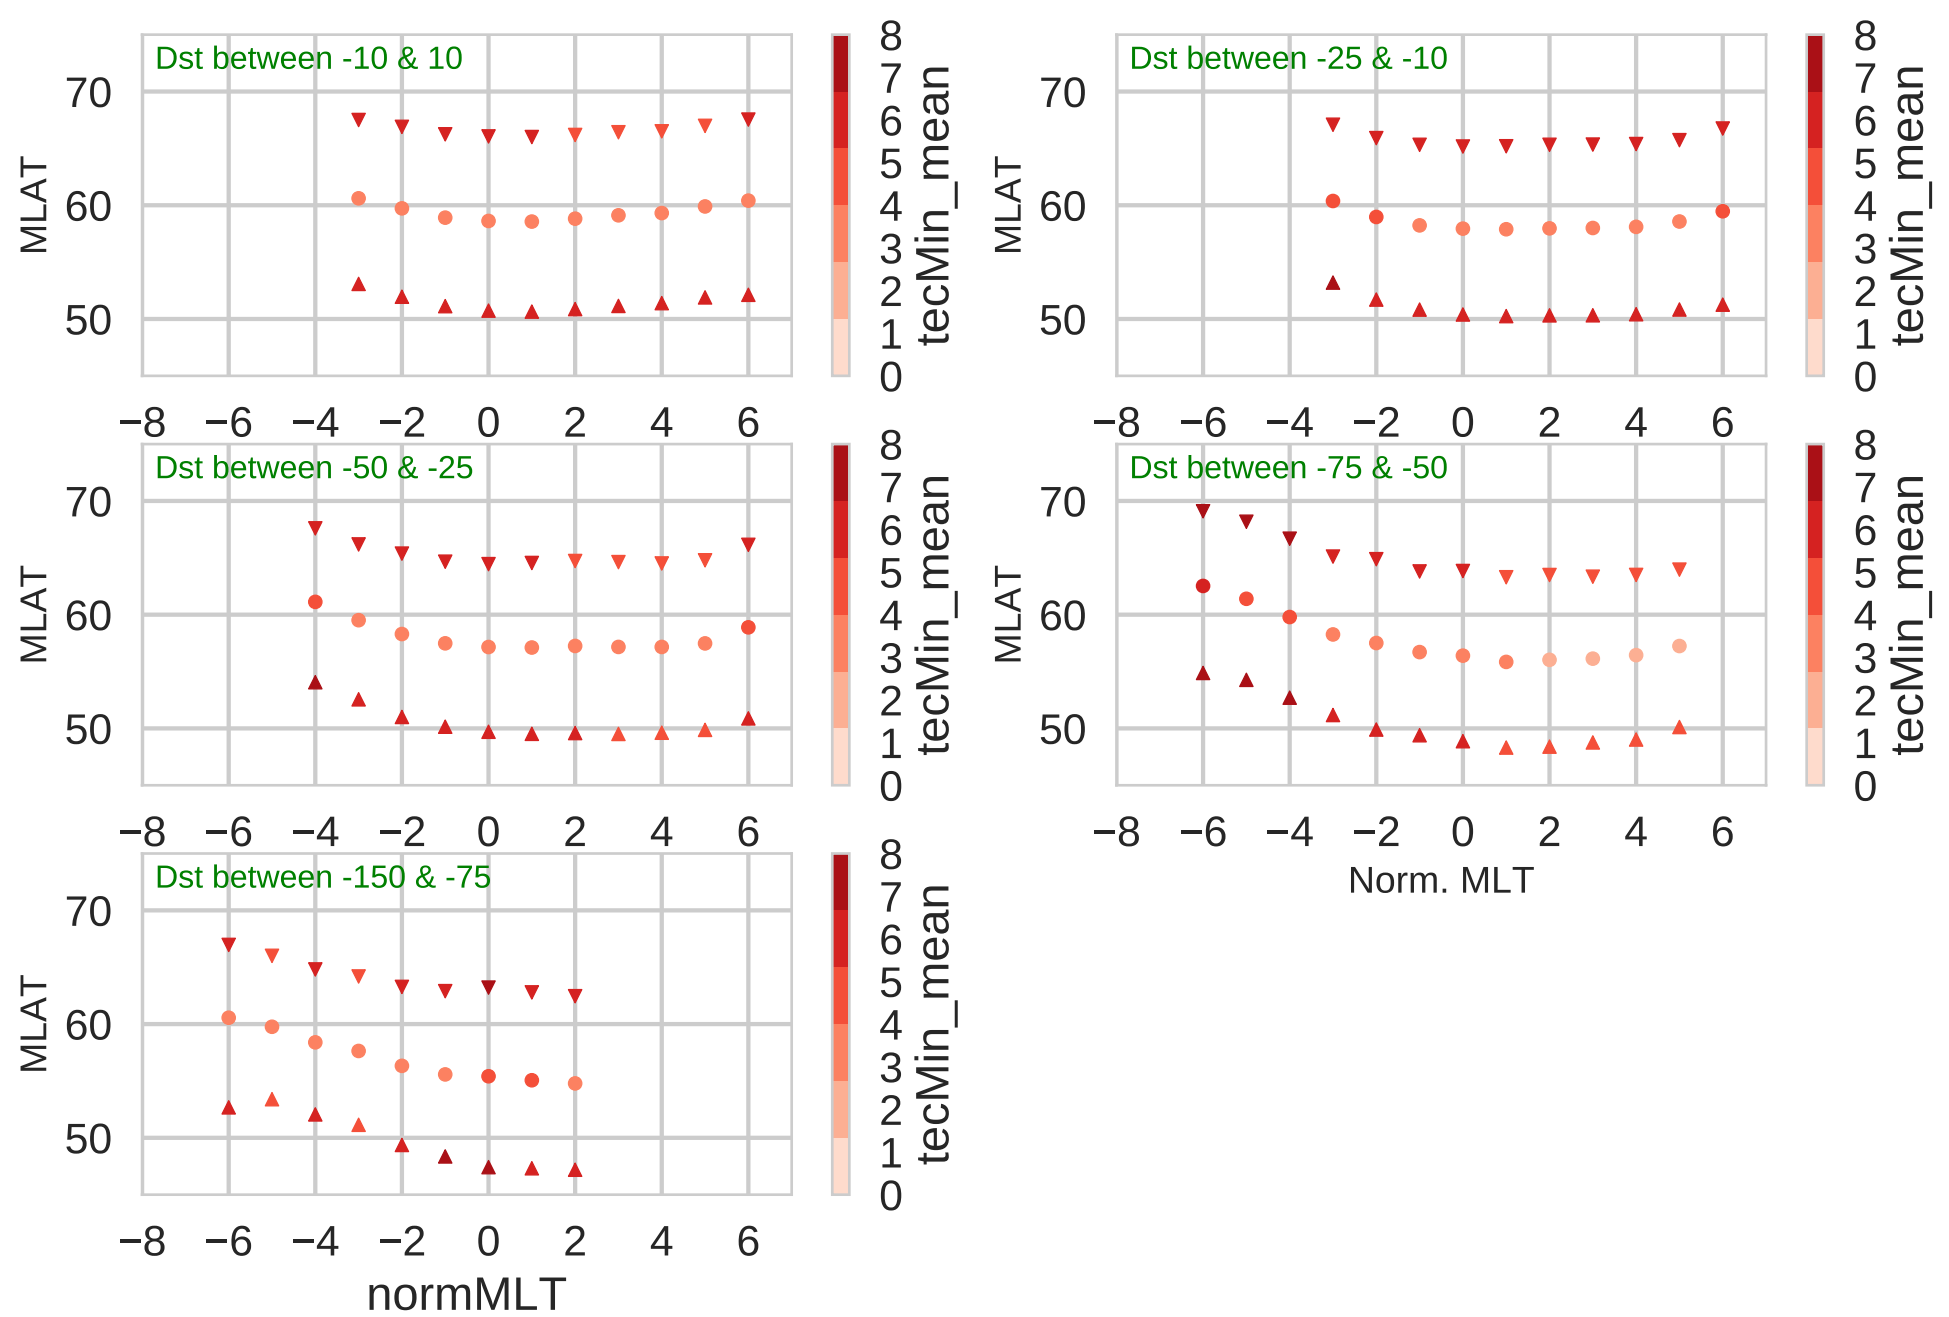 Dst between -10 & 10
70
60
50
MLAT
−8 −6 −4 −2 0 2 4 6
8
7
6
5
4
3
2
1
0
tecMin_mean
Dst between -25 & -10
70
60
50
MLAT
−8 −6 −4 −2 0 2 4 6
8
7
6
5
4
3
2
1
0
tecMin_mean
Dst between -50 & -25
70
60
50
MLAT
−8 −6 −4 −2 0 2 4 6
8
7
6
5
4
3
2
1
0
tecMin_mean
Dst between -75 & -50
70
60
50
MLAT
−8 −6 −4 −2 0 2 4 6
Norm. MLT
8
7
6
5
4
3
2
1
0
tecMin_mean
Dst between -150 & -75
70
60
50
MLAT
−8 −6 −4 −2 0 2 4 6
normMLT
8
7
6
5
4
3
2
1
0
tecMin_mean